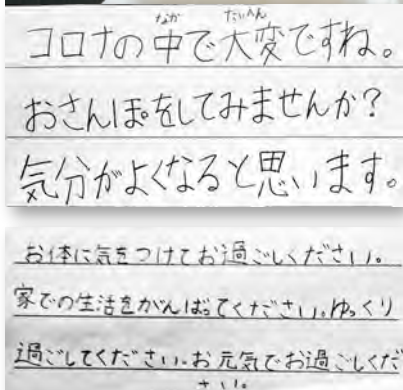 コロナの中で大変ですね。
おさんぽをしてみませんか？
気分がよくなると思います。
お体に気をつけてお過ごしください。
家での生活をがんばってください。ゆっくり
過ごしてください。お元気でお過ごしくだ
さい。